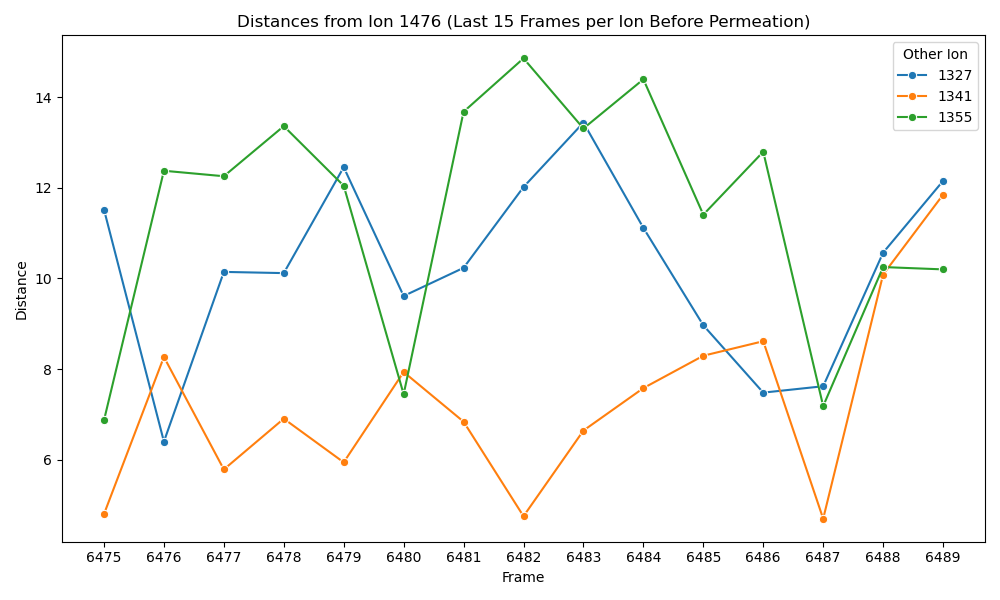 Distances from Ion 1476 (Last 15 Frames per Ion Before Permeation)
Other Ion
1327
1341
1355
14
12
10
8
6
Distance
6475 6476 6477 6478 6479 6480 6481 6482 6483 6484 6485 6486 6487 6488 6489
Frame